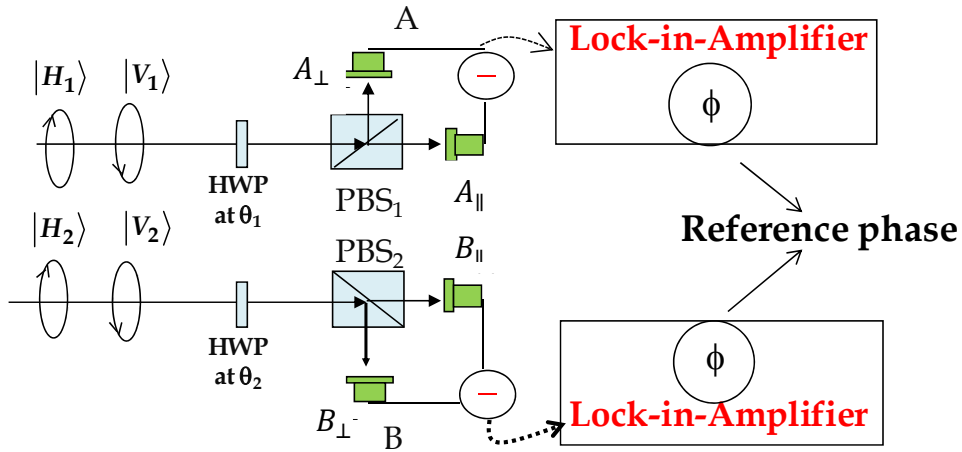 A
Lock-in-Amplifier
|H₁⟩
|V₁⟩
A⊥
−
ϕ
HWP
at θ₁
PBS₁
A∥
|H₂⟩
|V₂⟩
PBS₂
B∥
Reference phase
HWP
at θ₂
B⊥
B
−
ϕ
Lock-in-Amplifier